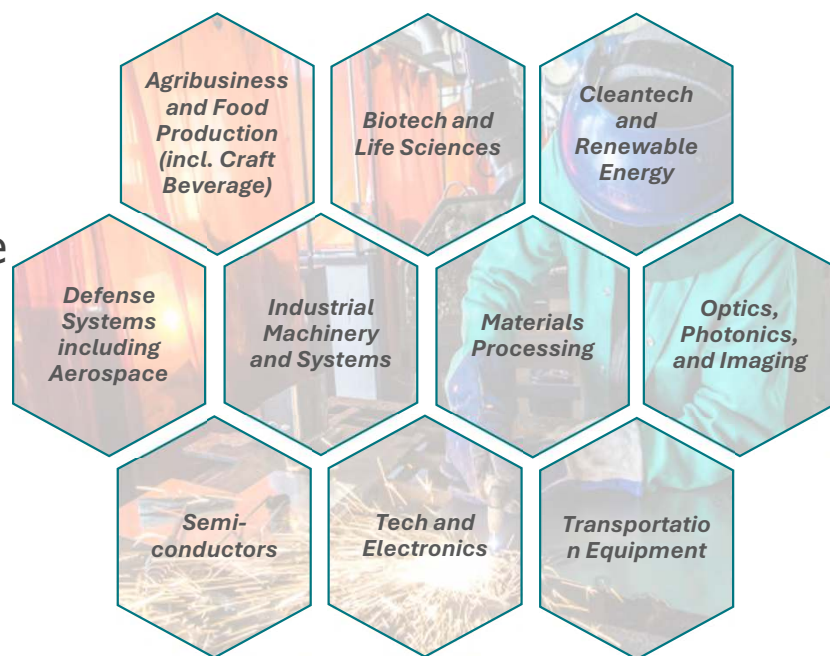 Agribusiness
and Food
Production
(incl. Craft
Beverage)
Biotech and
Life Sciences
Cleantech
and
Renewable
Energy
e
Defense
Systems
including
Aerospace
Industrial
Machinery
and Systems
Materials
Processing
Optics,
Photonics,
and Imaging
Semi-
conductors
Tech and
Electronics
Transportatio
n Equipment